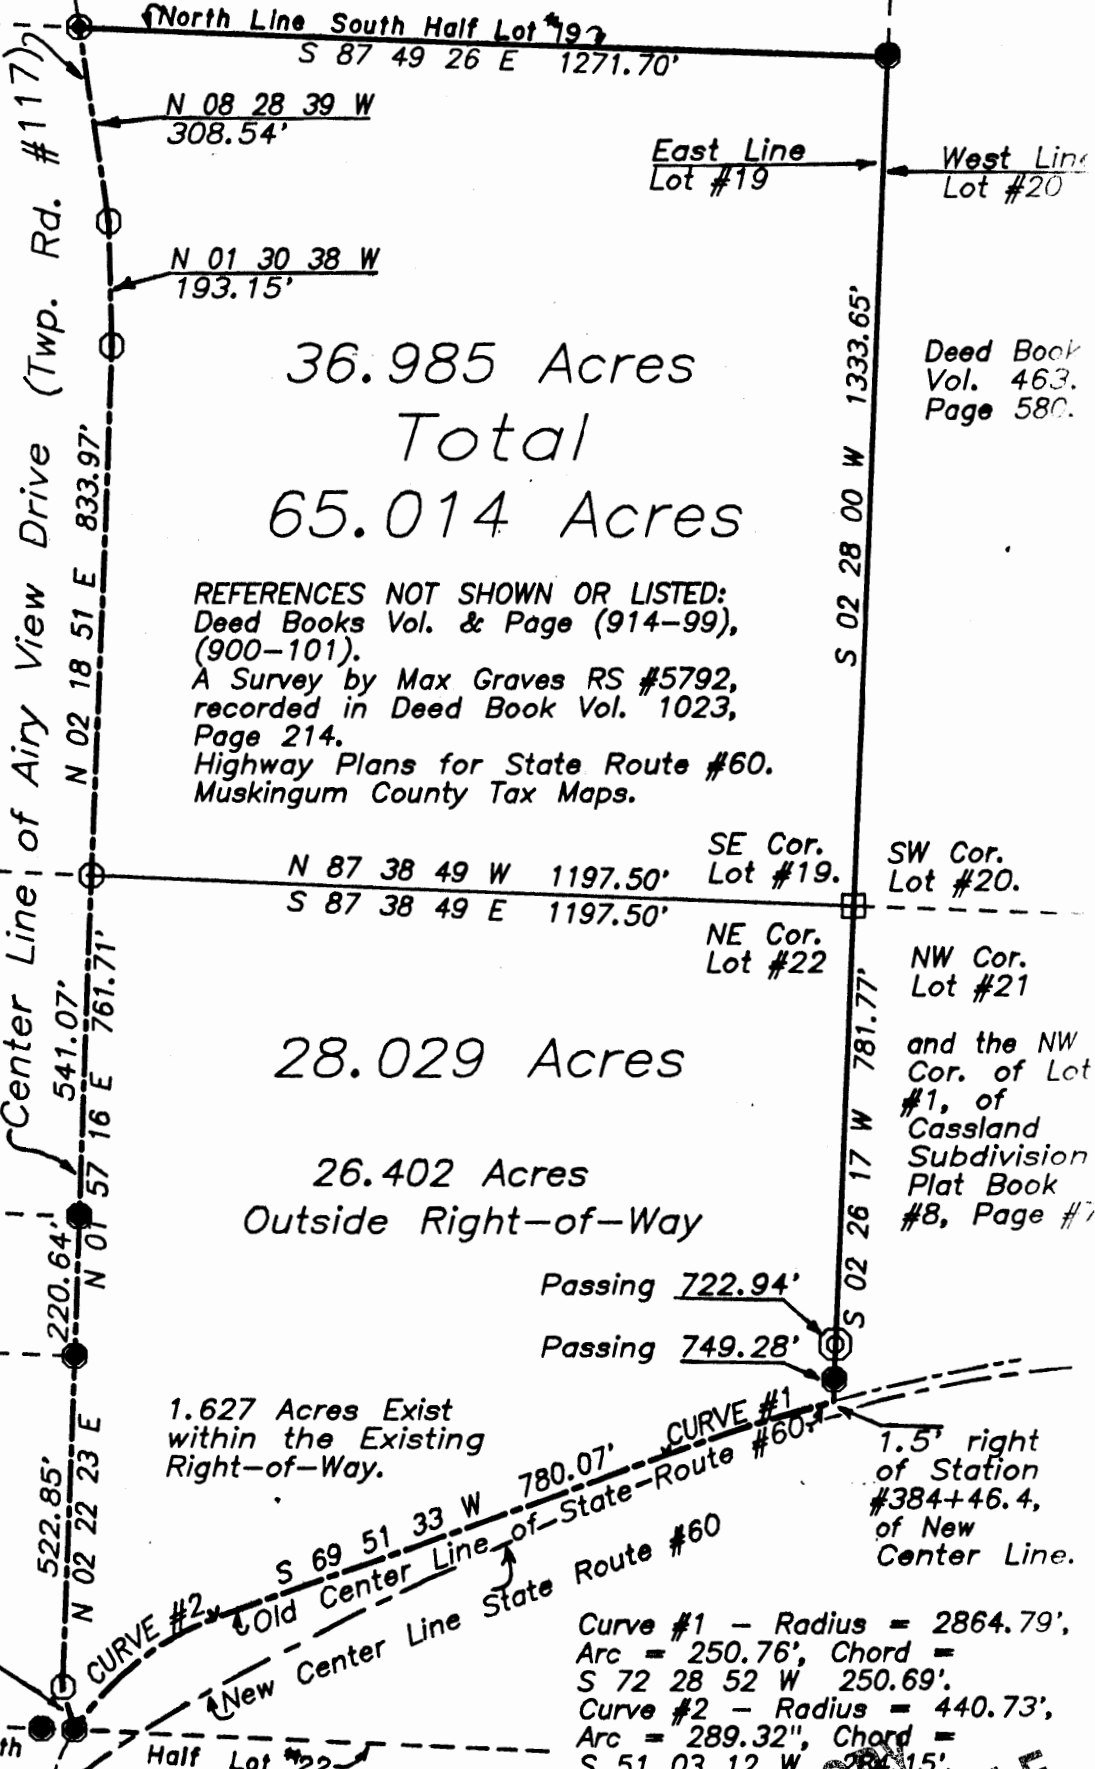 North Line South Half Lot #19
S 87 49 26 E 1271.70'
N 08 28 39 W
308.54'
East Line
Lot #19
West Line
Lot #20
N 01 30 38 W
193.15'
Center Line of Airy View Drive (Twp. Rd. #117)
36.985 Acres
Total
65.014 Acres
S 02 28 00 W 1333.65'
Deed Book
Vol. 463.
Page 580.
N 02 18 51 E 833.97'
REFERENCES NOT SHOWN OR LISTED:
Deed Books Vol. & Page (914-99),
(900-101).
A Survey by Max Graves RS #5792,
recorded in Deed Book Vol. 1023,
Page 214.
Highway Plans for State Route #60.
Muskingum County Tax Maps.
N 87 38 49 W 1197.50'
S 87 38 49 E 1197.50'
SE Cor.
Lot #19.
SW Cor.
Lot #20.
NE Cor.
Lot #22
NW Cor.
Lot #21
and the NW
Cor. of Lot
#1, of
Cassland
Subdivision
Plat Book
#8, Page #7
541.07'
N 01 57 16 E 761.71'
28.029 Acres
26.402 Acres
Outside Right-of-Way
S 02 26 17 W 781.77'
220.64'
Passing 722.94'
Passing 749.28'
1.627 Acres Exist
within the Existing
Right-of-Way.
522.85'
N 02 22 23 E
CURVE #1
S 69 51 33 W 780.07'
CURVE #2
Old Center Line of State Route #60.
New Center Line State Route #60
1.5' right
of Station
#384+46.4,
of New
Center Line.
Curve #1 - Radius = 2864.79',
Arc = 250.76', Chord =
S 72 28 52 W 250.69'.
Curve #2 - Radius = 440.73',
Arc = 289.32", Chord =
S 51 03 12 W 284.15'.
th
Half Lot #22